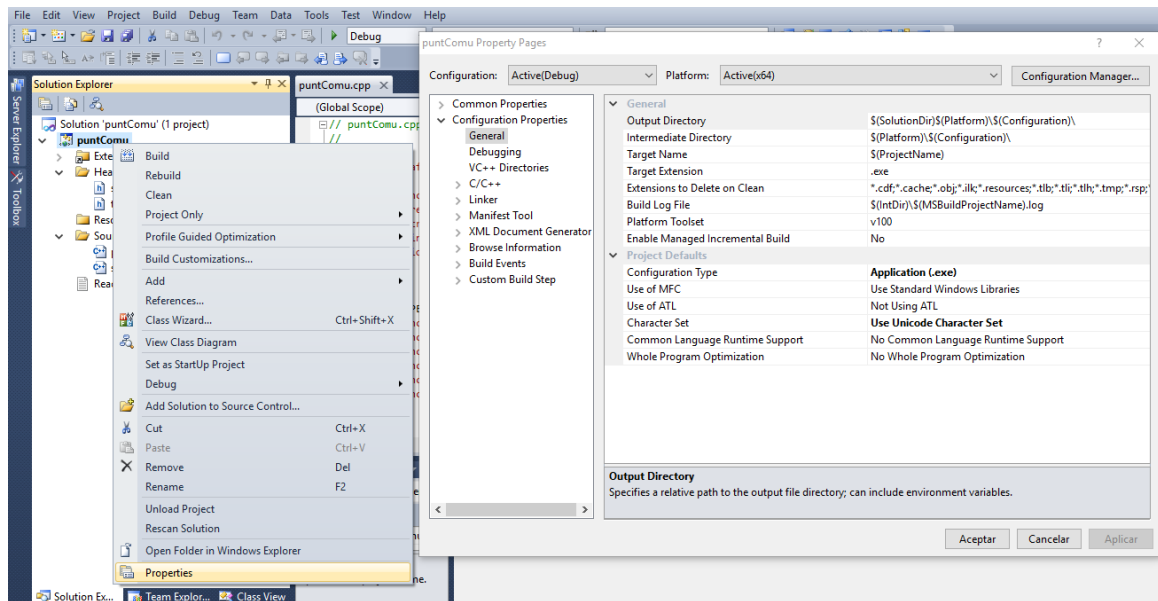 File Edit View Project Build Debug Team Data Tools Test Window Help
Debug
Solution Explorer
Solution 'puntComu' (1 project)
puntComu
Exte
Hea
Reso
Sou
Rea
Server Explorer
Toolbox
puntComu.cpp
(Global Scope)
// puntComu.cpp
//
Build
Rebuild
Clean
Project Only
Profile Guided Optimization
Build Customizations...
Add
References...
Class Wizard... Ctrl+Shift+X
View Class Diagram
Set as StartUp Project
Debug
Add Solution to Source Control...
Cut Ctrl+X
Paste Ctrl+V
Remove Del
Rename F2
Unload Project
Rescan Solution
Open Folder in Windows Explorer
Properties
Solution Ex... Team Explor... Class View
puntComu Property Pages
Configuration: Active(Debug) Platform: Active(x64) Configuration Manager...
Common Properties
Configuration Properties
General
Debugging
VC++ Directories
C/C++
Linker
Manifest Tool
XML Document Generator
Browse Information
Build Events
Custom Build Step
General
Output Directory $(SolutionDir)$(Platform)\$(Configuration)\
Intermediate Directory $(Platform)\$(Configuration)\
Target Name $(ProjectName)
Target Extension .exe
Extensions to Delete on Clean *.cdf;*.cache;*.obj;*.ilk;*.resources;*.tlb;*.tli;*.tlh;*.tmp;*.rsp;
Build Log File $(IntDir)\$(MSBuildProjectName).log
Platform Toolset v100
Enable Managed Incremental Build No
Project Defaults
Configuration Type Application (.exe)
Use of MFC Use Standard Windows Libraries
Use of ATL Not Using ATL
Character Set Use Unicode Character Set
Common Language Runtime Support No Common Language Runtime Support
Whole Program Optimization No Whole Program Optimization
Output Directory
Specifies a relative path to the output file directory; can include environment variables.
Aceptar Cancelar Aplicar